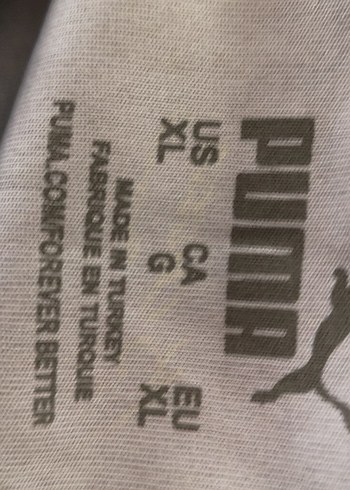 PUMA
US CA EU
XL G XL
MADE IN TURKEY
FABRIQUE EN TURQUIE
PUMA.COM/FOREVER BETTER